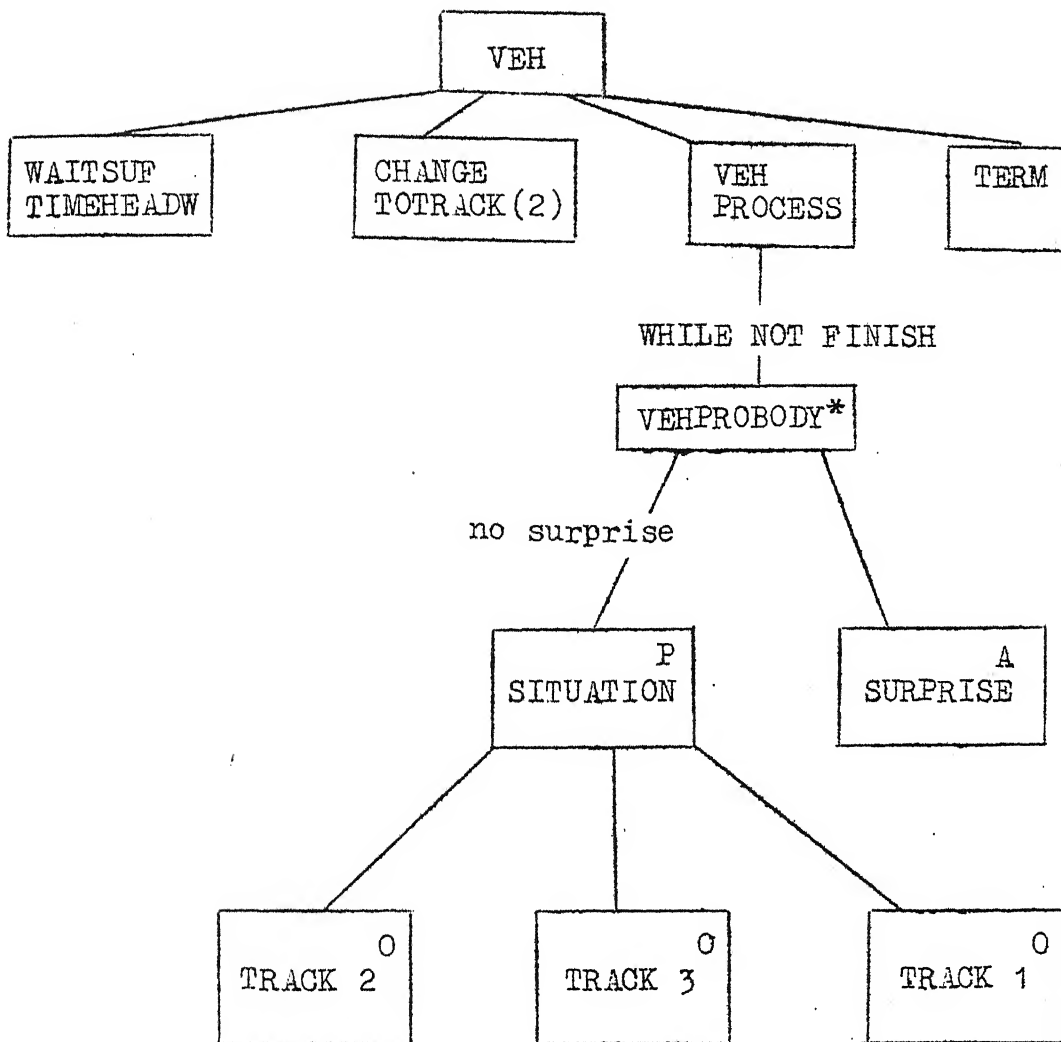 VEH
WAITSUF
TIMEHEADW
CHANGE
TOTRACK(2)
VEH
PROCESS
TERM
WHILE NOT FINISH
VEHPROBODY*
no surprise
P
SITUATION
A
SURPRISE
O
TRACK 2
O
TRACK 3
O
TRACK 1